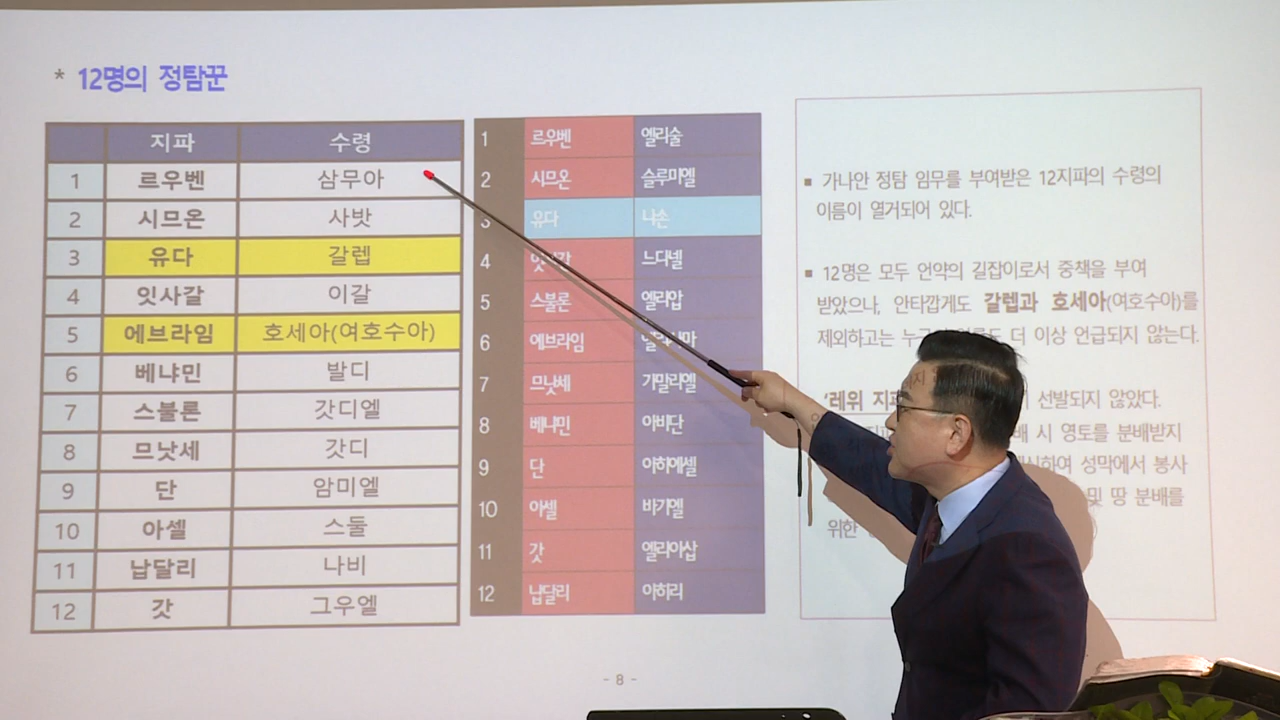 * 12명의 정탐꾼
지파 수령
1 르우벤 삼무아
2 시므온 사밧
3 유다 갈렙
4 잇사갈 이갈
5 에브라임 호세아(여호수아)
6 베냐민 발디
7 스불론 갓디엘
8 므낫세 갓디
9 단 암미엘
10 아셀 스둘
11 납달리 나비
12 갓 그우엘
1 르우벤 엘리술
2 시므온 슬루미엘
3 유다 나손
4 느다넬
5 스불론 엘리압
6 에브라임
7 므낫세 가말리엘
8 베냐민 아비단
9 단 아히에셀
10 아셀 바기엘
11 갓 엘리아삽
12 납달리 아히라
▪ 가나안 정탐 임무를 부여받은 12지파의 수령의
이름이 열거되어 있다.
▪ 12명은 모두 언약의 길잡이로서 중책을 부여
받았으나, 안타깝게도 갈렙과 호세아(여호수아)를
제외하고는 더 이상 언급되지 않는다.
'레위 선발되지 않았다.
시 영토를 분배받지
성막에서 봉사
및 땅 분배를
위한
- 8 -